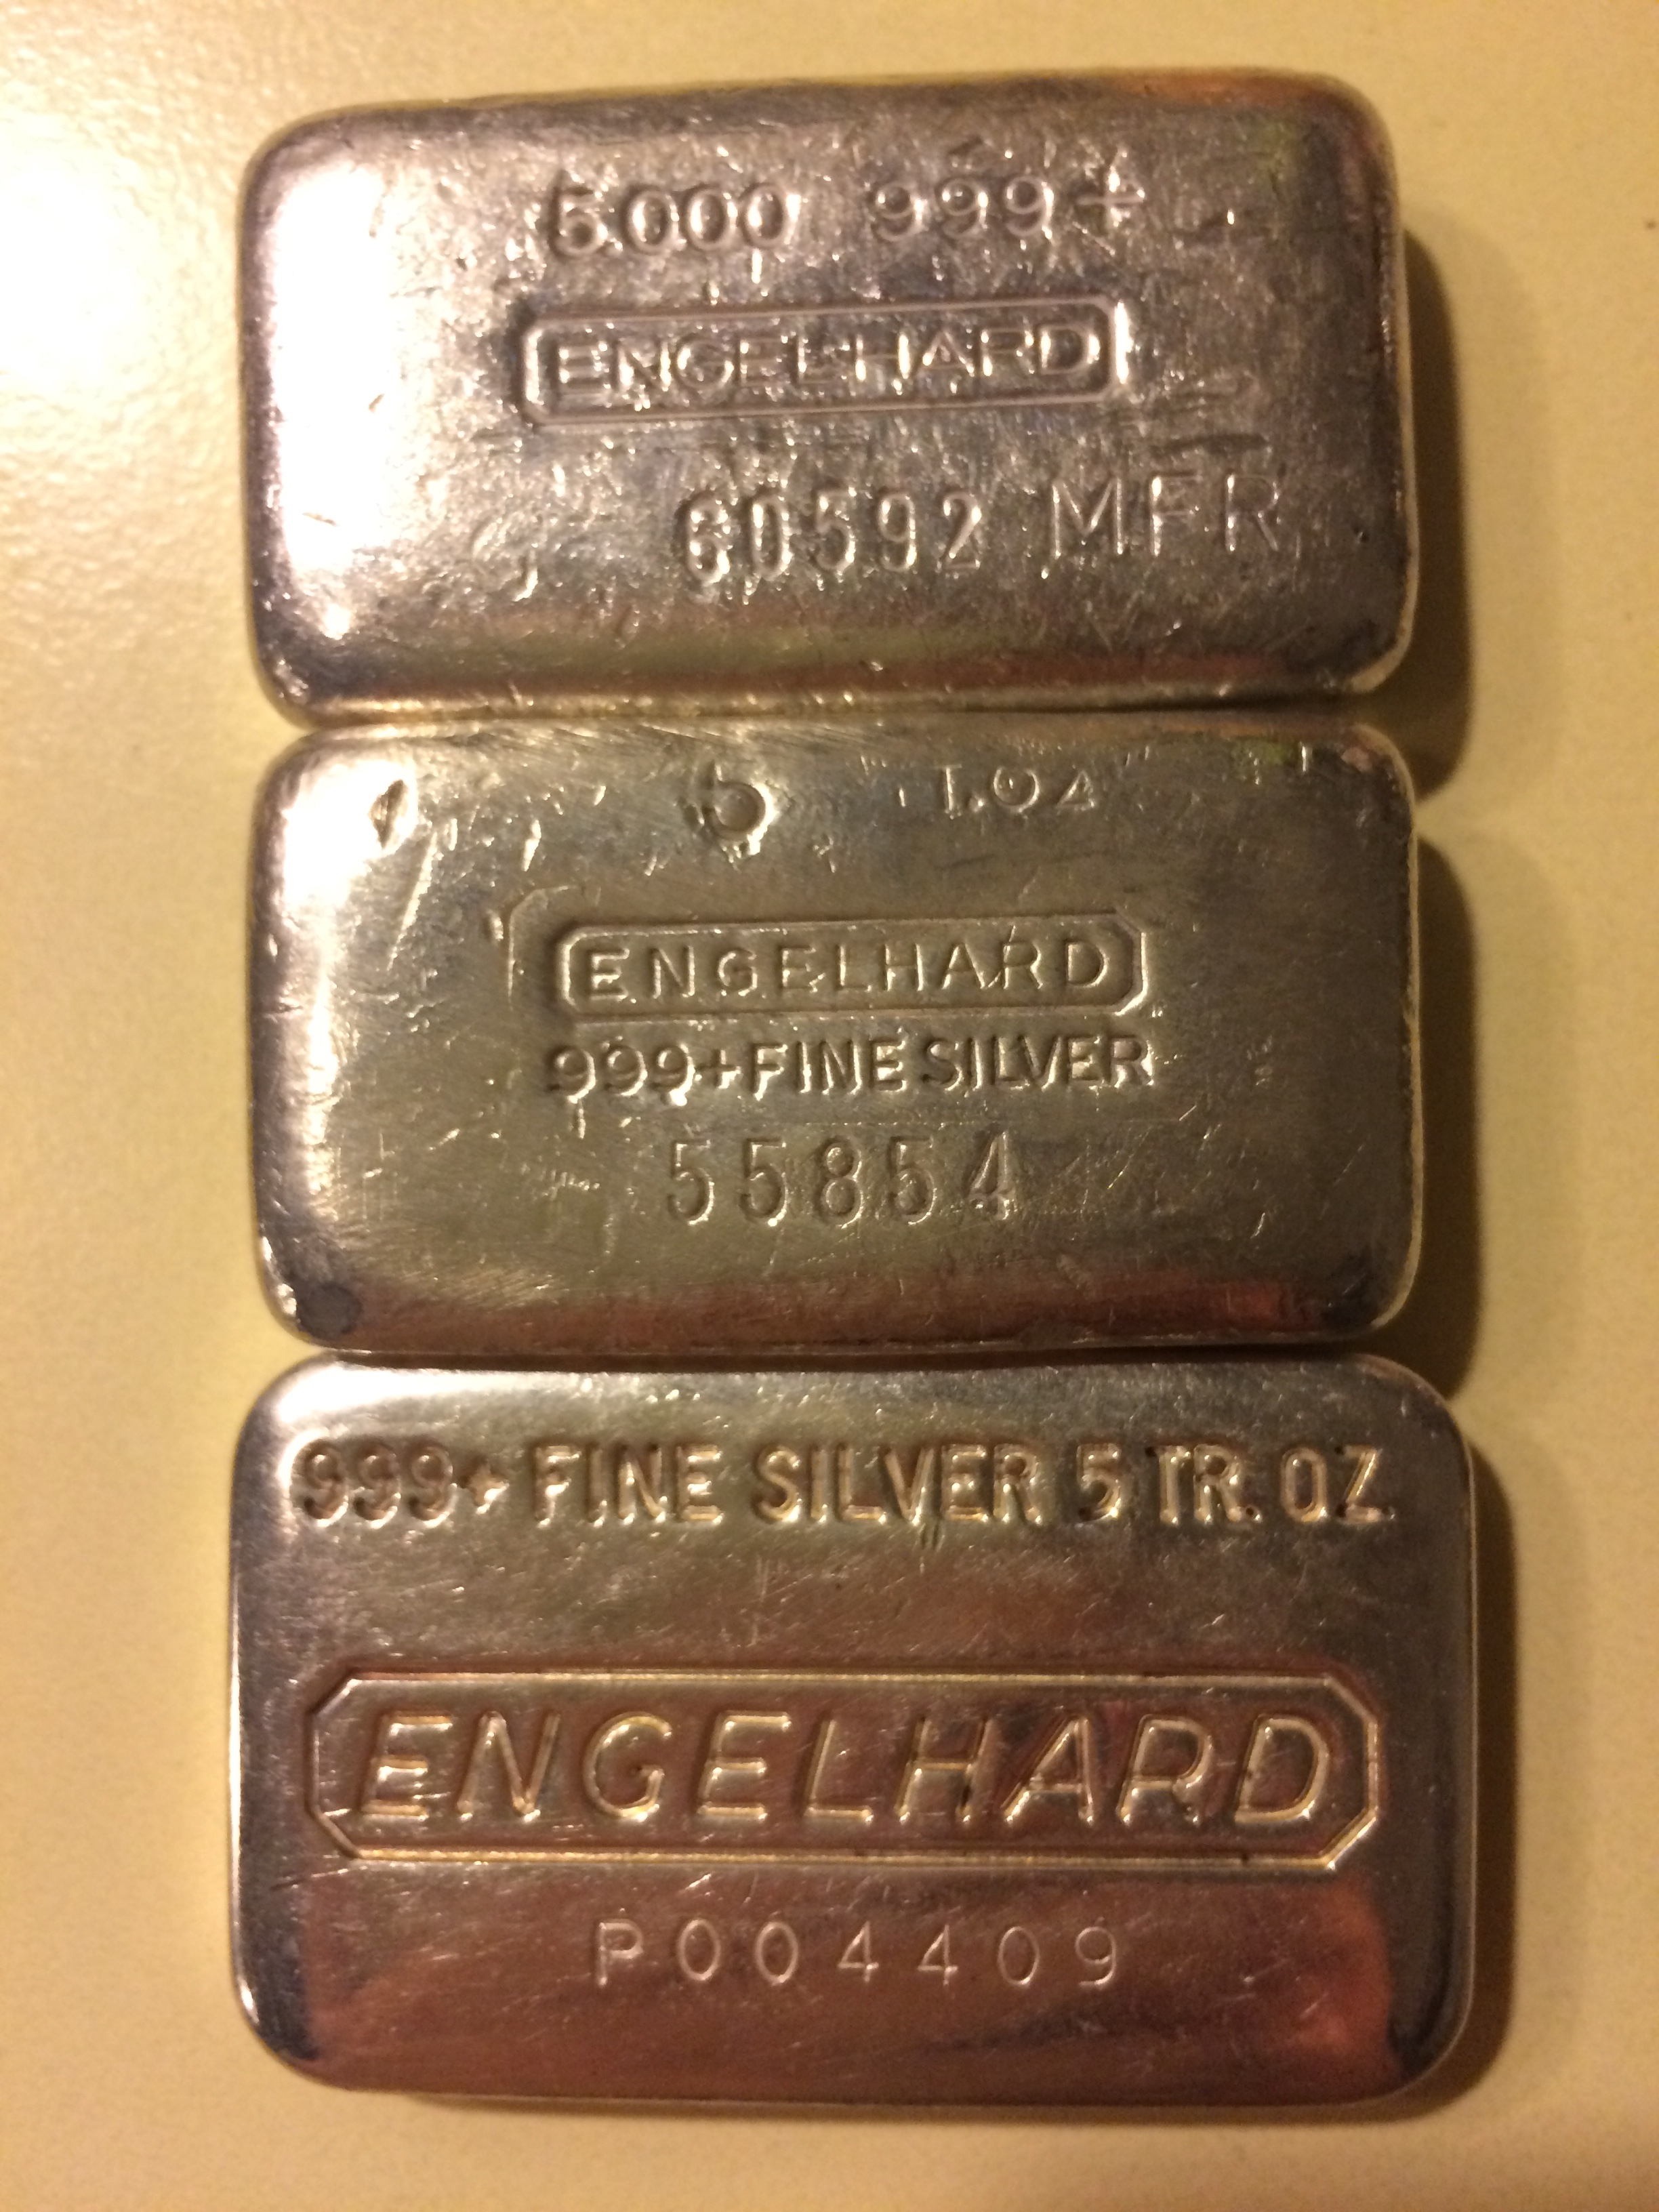 5.000 999+
ENGELHARD
60592 MFR
5
ENGELHARD
999+ FINE SILVER
55854
999+ FINE SILVER 5 TR. OZ.
ENGELHARD
P004409